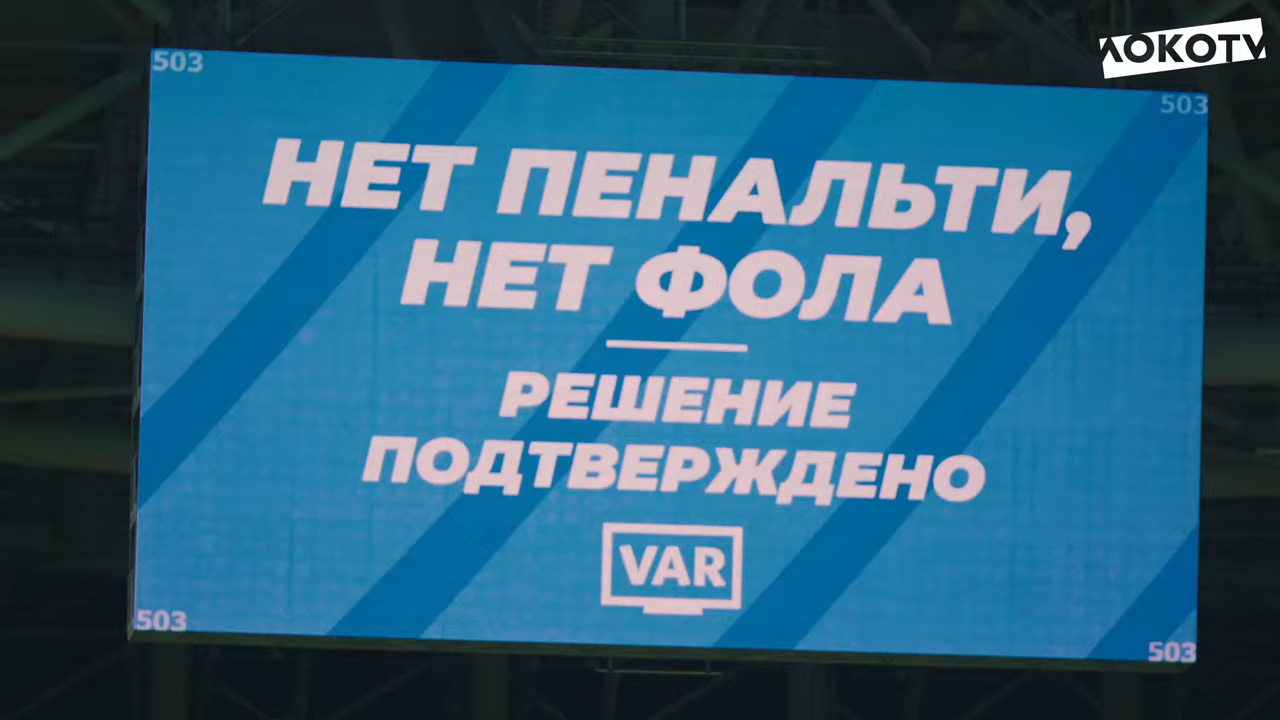 ЛОКОTV
503
503
НЕТ ПЕНАЛЬТИ,
НЕТ ФОЛА
РЕШЕНИЕ
ПОДТВЕРЖДЕНО
VAR
503
503